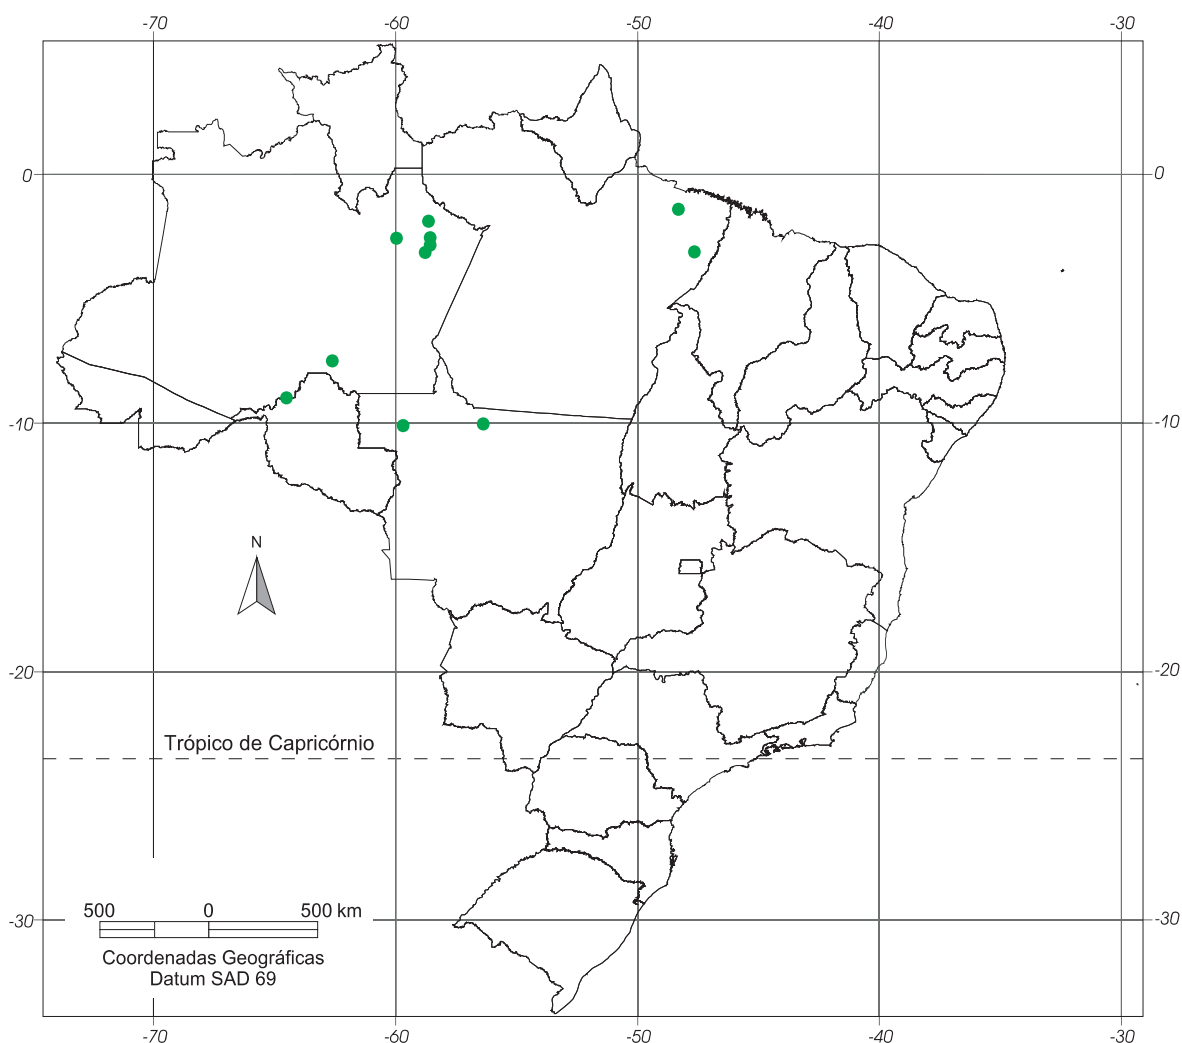 -70 -60 -50 -40 -30
0 0
-10 -10
N
-20 -20
Trópico de Capricórnio
500 0 500 km
-30 -30
Coordenadas Geográficas
Datum SAD 69
-70 -60 -50 -40 -30